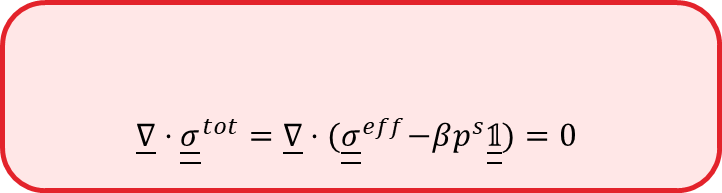 ∇ · σ^{tot} = ∇ · (σ^{eff}−βp^{s}𝟙) = 0